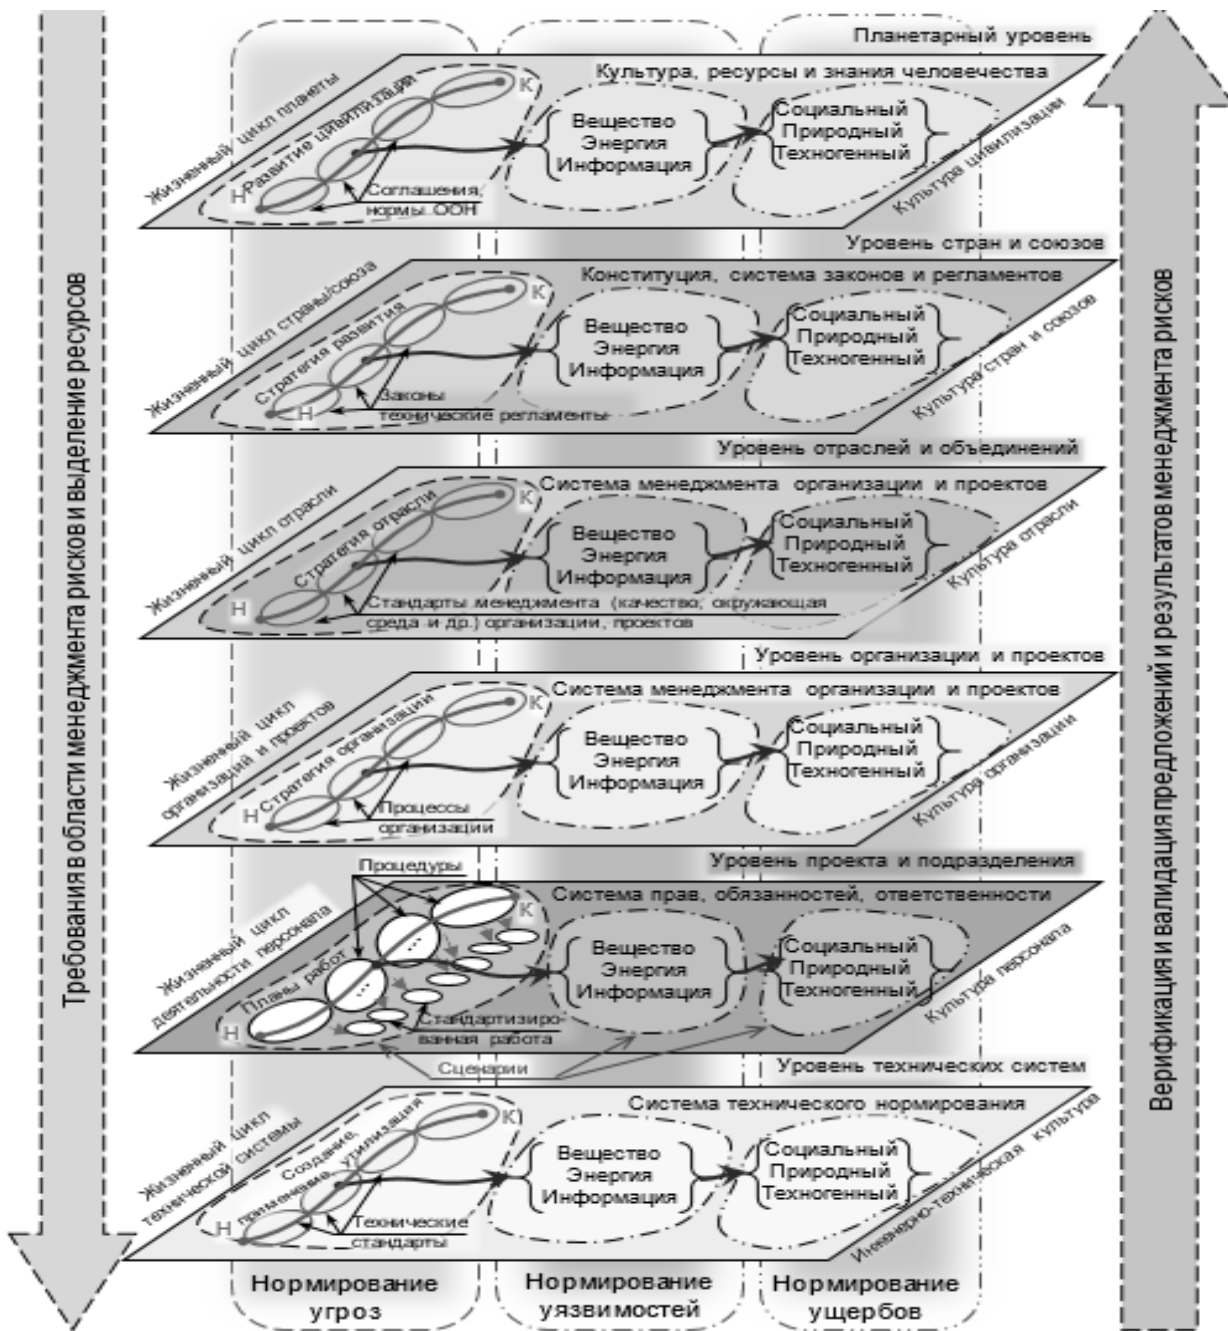 Требования в области менеджмента рисков и выделение ресурсов
Планетарный уровень
Культура, ресурсы и знания человечества
Жизненный цикл планеты
Развитие цивилизации
Н
К
Соглашения,
нормы ООН
Вещество
Энергия
Информация
Социальный
Природный
Техногенный
Культура цивилизации
Уровень стран и союзов
Конституция, система законов и регламентов
Жизненный цикл страны/союза
Стратегия развития
Н
К
Законы
технические регламенты
Вещество
Энергия
Информация
Социальный
Природный
Техногенный
Культура стран и союзов
Уровень отраслей и объединений
Система менеджмента организации и проектов
Жизненный цикл отрасли
Стратегия отрасли
Н
К
Стандарты менеджмента (качество, окружающая
среда и др.) организации, проектов
Вещество
Энергия
Информация
Социальный
Природный
Техногенный
Культура отрасли
Уровень организации и проектов
Система менеджмента организации и проектов
Жизненный цикл
организаций и проектов
Стратегия организации
Н
К
Процессы
организации
Вещество
Энергия
Информация
Социальный
Природный
Техногенный
Культура организации
Уровень проекта и подразделения
Система прав, обязанностей, ответственности
Процедуры
Жизненный цикл
деятельности персонала
Планы работ
Н
К
...
...
Стандартизиро-
ванная работа
Сценарии
Вещество
Энергия
Информация
Социальный
Природный
Техногенный
Культура персонала
Уровень технических систем
Система технического нормирования
Жизненный цикл
технической системы
Создание,
применение, утилизация
Н
К
Технические
стандарты
Вещество
Энергия
Информация
Социальный
Природный
Техногенный
Инженерно-техническая культура
Нормирование
угроз
Нормирование
уязвимостей
Нормирование
ущербов
Верификация и валидация предложений и результатов менеджмента рисков